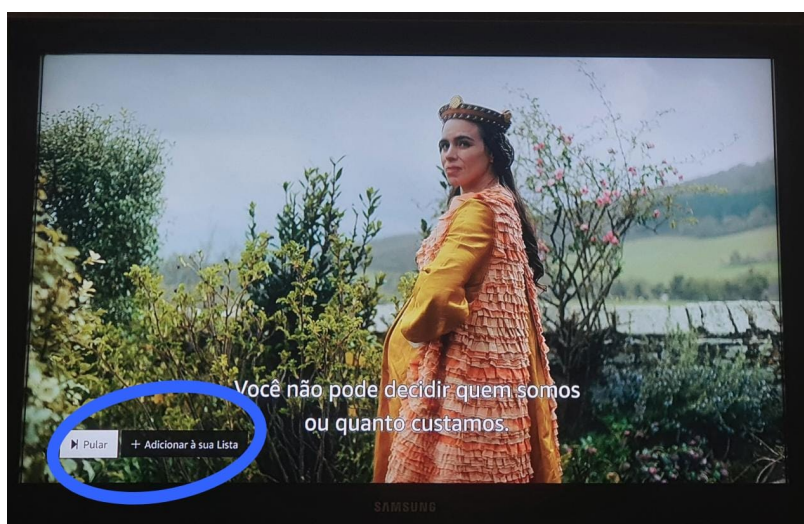 Você não pode decidir quem somos
ou quanto custamos.
Pular
+ Adicionar à sua Lista
SAMSUNG